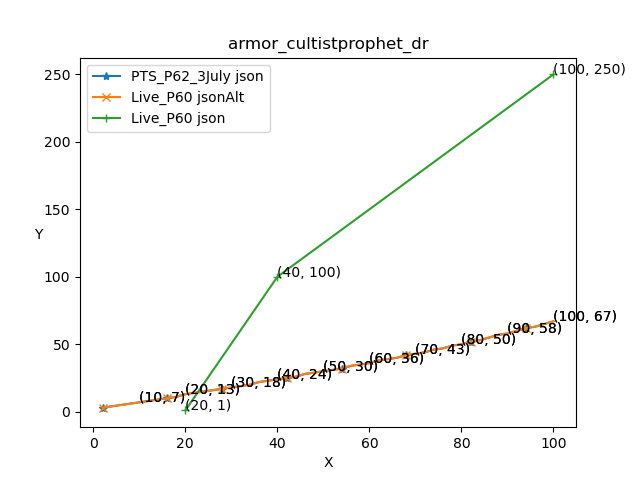 armor_cultistprophet_dr
PTS_P62_3July json
Live_P60 jsonAlt
Live_P60 json
(100, 250)
(40, 100)
(100, 67)
(90, 58)
(80, 50)
(70, 43)
(60, 36)
(50, 30)
(40, 24)
(30, 18)
(20, 13)
(10, 7)
(20, 1)
Y
250
200
150
100
50
0
0 20 40 60 80 100
X